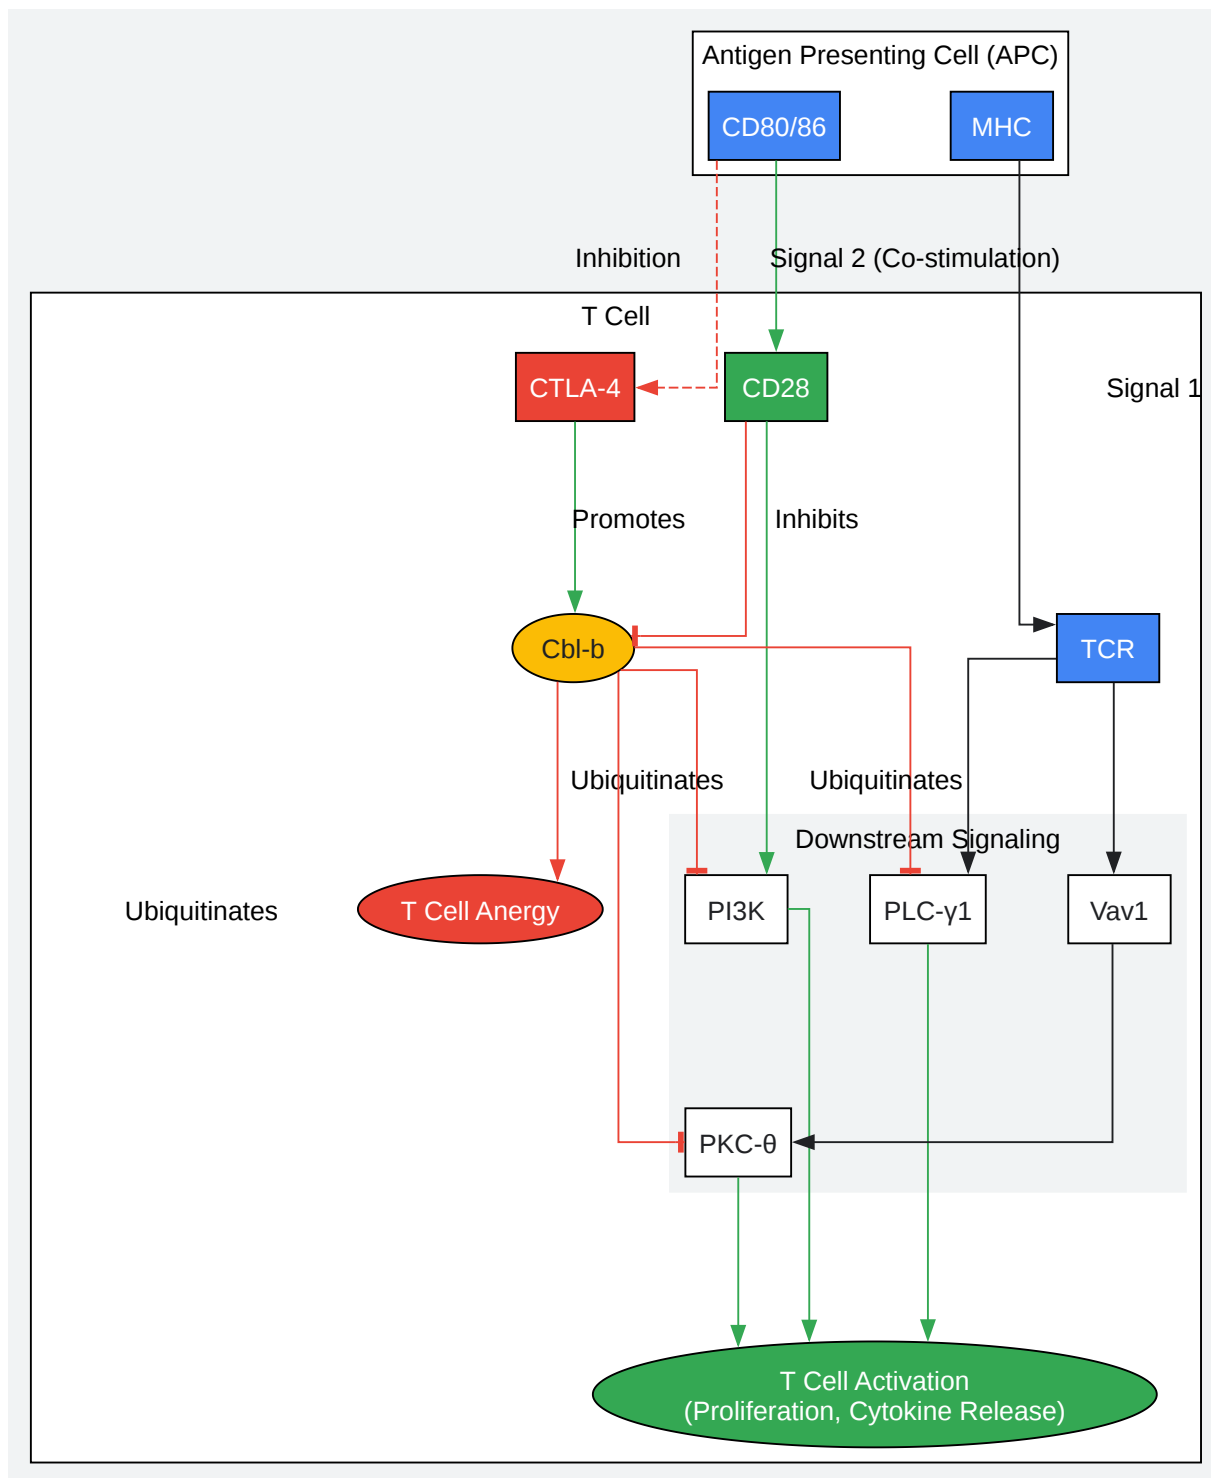 Antigen Presenting Cell (APC)
CD80/86
MHC
Inhibition
Signal 2 (Co-stimulation)
T Cell
CTLA-4
CD28
Signal 1
Promotes
Inhibits
Cbl-b
TCR
Ubiquitinates
Ubiquitinates
Downstream Signaling
Ubiquitinates
T Cell Anergy
PI3K
PLC-γ1
Vav1
PKC-θ
T Cell Activation
(Proliferation, Cytokine Release)